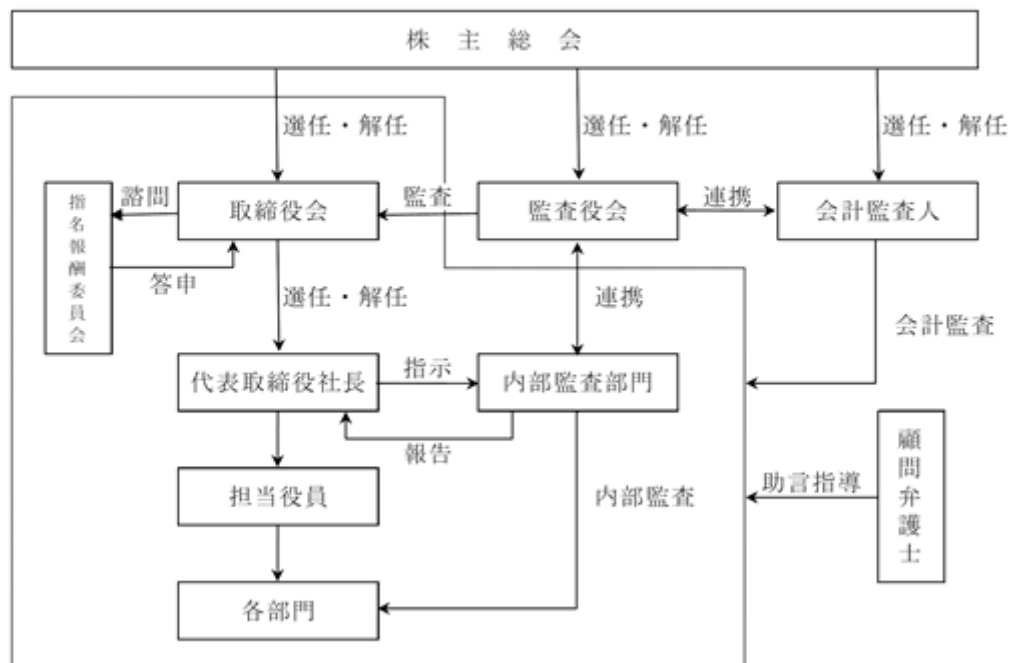 株主総会
選任・解任
選任・解任
選任・解任
指名報酬委員会
諮問
取締役会
監査
監査役会
連携
会計監査人
答申
選任・解任
連携
会計監査
代表取締役社長
指示
内部監査部門
報告
顧問弁護士
担当役員
内部監査
助言指導
各部門